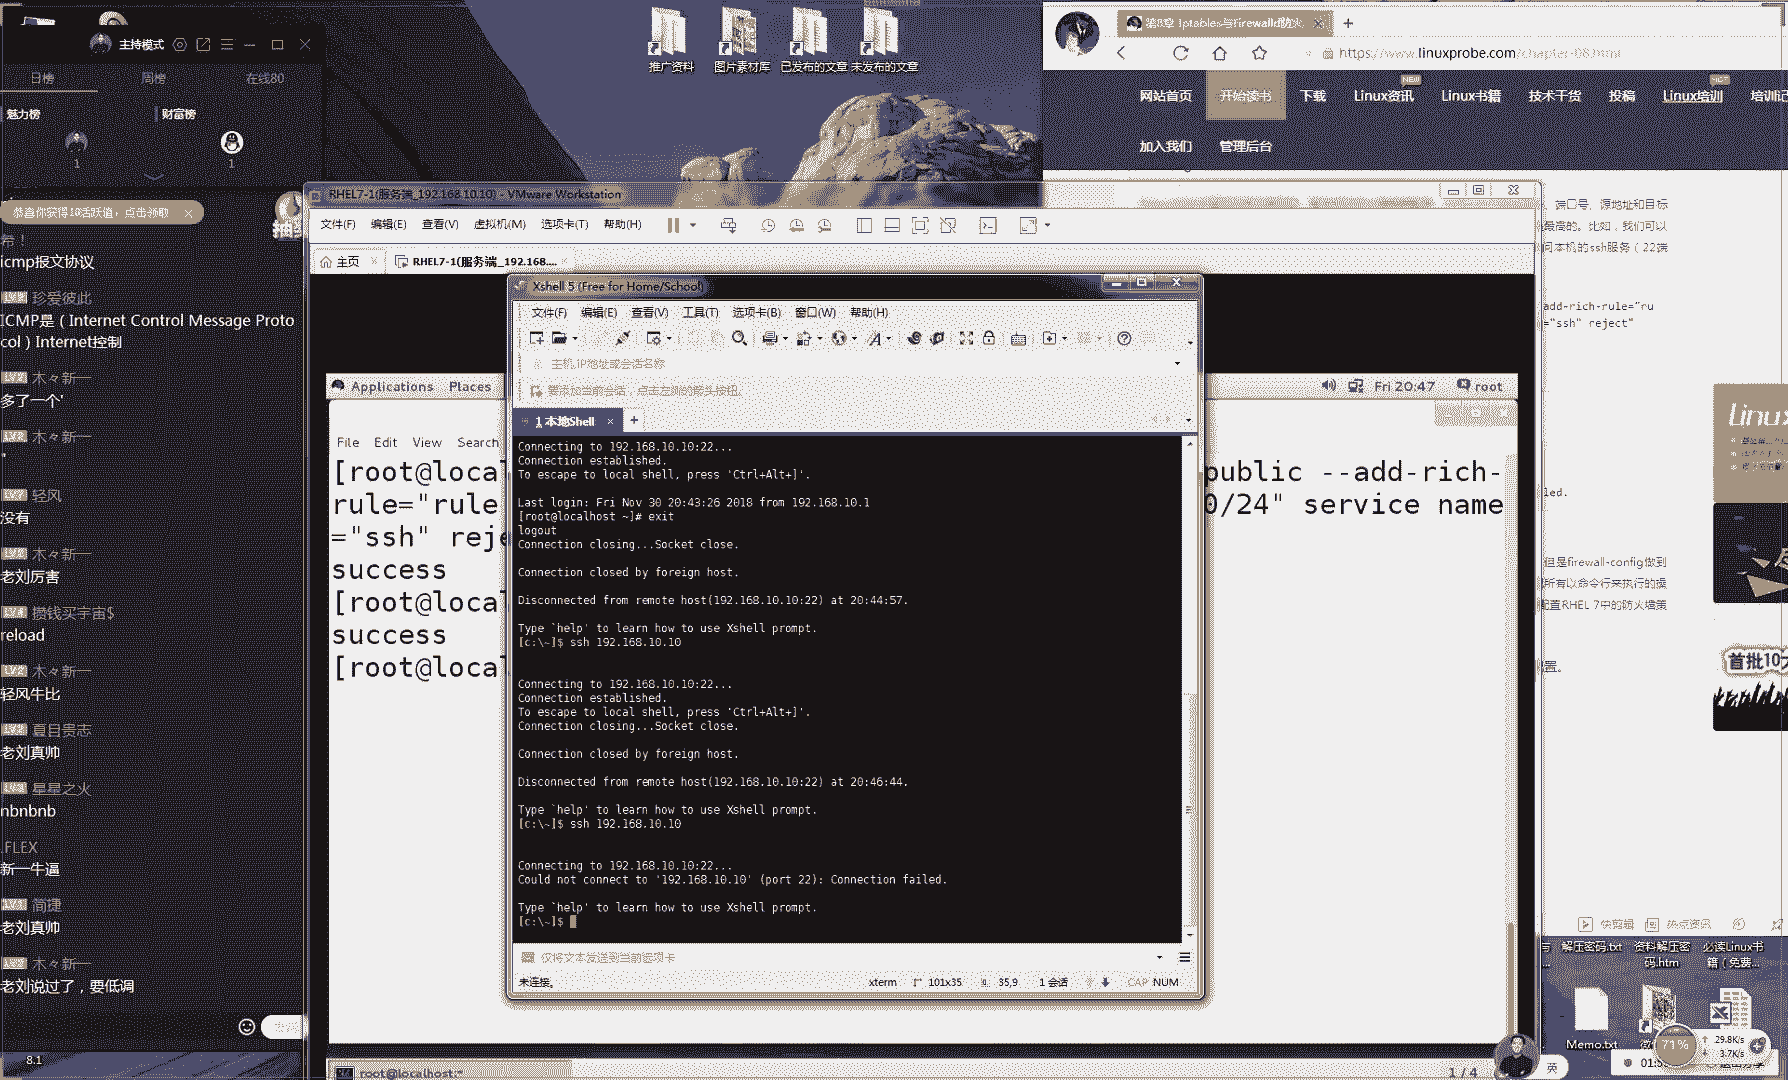 主持模式
日榜
周榜
在线80
魅力榜
财富榜
1
1
恭喜你获得10活跃值，点击领取
希！
icmp报文协议
珍爱彼此
ICMP是（Internet Control Message Proto
col）Internet控制
木々新一
多了一个'
木々新一
"
轻风
没有
木々新一
老刘厉害
攒钱买宇宙$
reload
木々新一
轻风牛比
夏目贵志
老刘真帅
星星之火
nbnbnb
.FLEX
新一牛逼
简捷
老刘真帅
木々新一
老刘说过了，要低调
8.1
推广资料
图片素材库
已发布的文章
未发布的文章
第8章 Iptables与Firewalld防火
https://www.linuxprobe.com/chapter-08.html
网站首页
开始读书
下载
Linux资讯
NEW
Linux书籍
技术干货
投稿
Linux培训
HOT
培训记
加入我们
管理后台
、端口号、源地址和目标
最高的。比如，我们可以
问本机的ssh服务（22端
add-rich-rule="ru
="ssh" reject"
led.
但是firewall-config做到
所有以命令行来执行的操
配置RHEL 7中的防火墙策
置。
Linux
首批10大
RHEL7-1(服务端_192.168.10.10) - VMware Workstation
文件(F)
编辑(E)
查看(V)
虚拟机(M)
选项卡(T)
帮助(H)
主页
RHEL7-1(服务端_192.168....
Applications
Places
Fri 20:47
root
File
Edit
View
Search
[root@local
public --add-rich-
rule="rule
0/24" service name
="ssh" reje
success
[root@local
success
[root@local
root@localhost:~
1 / 4
Xshell 5 (Free for Home/School)
文件(F)
编辑(E)
查看(V)
工具(T)
选项卡(B)
窗口(W)
帮助(H)
主机,IP地址或会话名称
要添加当前会话，点击左侧的箭头按钮。
1 本地Shell
Connecting to 192.168.10.10:22...
Connection established.
To escape to local shell, press 'Ctrl+Alt+]'.
Last login: Fri Nov 30 20:43:26 2018 from 192.168.10.1
[root@localhost ~]# exit
logout
Connection closing...Socket close.
Connection closed by foreign host.
Disconnected from remote host(192.168.10.10:22) at 20:44:57.
Type `help' to learn how to use Xshell prompt.
[c:\~]$ ssh 192.168.10.10
Connecting to 192.168.10.10:22...
Connection established.
To escape to local shell, press 'Ctrl+Alt+]'.
Connection closing...Socket close.
Connection closed by foreign host.
Disconnected from remote host(192.168.10.10:22) at 20:46:44.
Type `help' to learn how to use Xshell prompt.
[c:\~]$ ssh 192.168.10.10
Connecting to 192.168.10.10:22...
Could not connect to '192.168.10.10' (port 22): Connection failed.
Type `help' to learn how to use Xshell prompt.
[c:\~]$
仅将文本发送到当前选项卡
未连接。
xterm
101x35
35,9
1 会话
CAP
NUM
快剪辑
热点资讯
解压密码.txt
资料解压密
码.htm
必读Linux书
籍（免费...
Memo.txt
71%
29.8K/s
3.7K/s
英